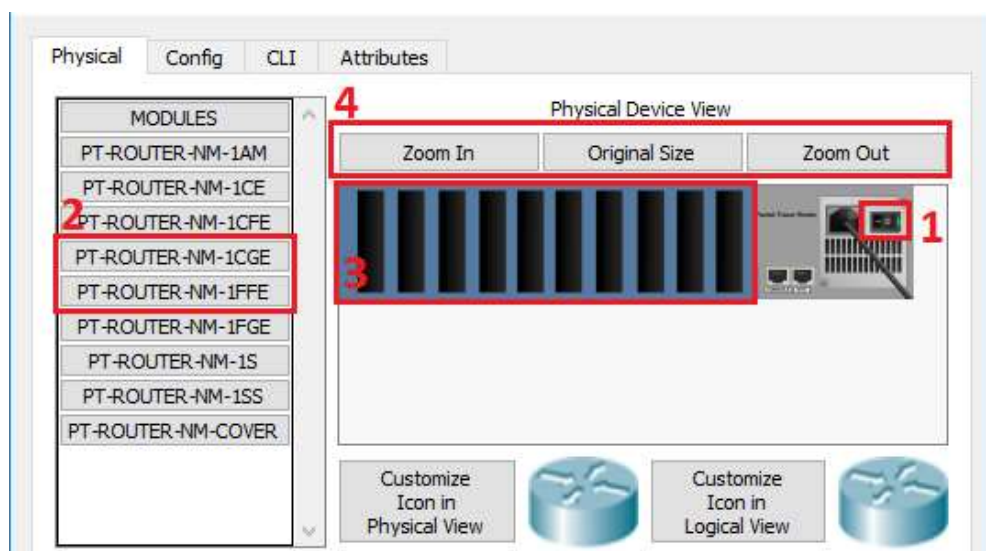 Physical Config CLI Attributes
4
Physical Device View
MODULES
Zoom In Original Size Zoom Out
PT-ROUTER-NM-1AM
PT-ROUTER-NM-1CE
2
PT-ROUTER-NM-1CFE
PT-ROUTER-NM-1CGE
PT-ROUTER-NM-1FFE
PT-ROUTER-NM-1FGE
PT-ROUTER-NM-1S
PT-ROUTER-NM-1SS
PT-ROUTER-NM-COVER
3
1
Customize
Icon in
Physical View
Customize
Icon in
Logical View